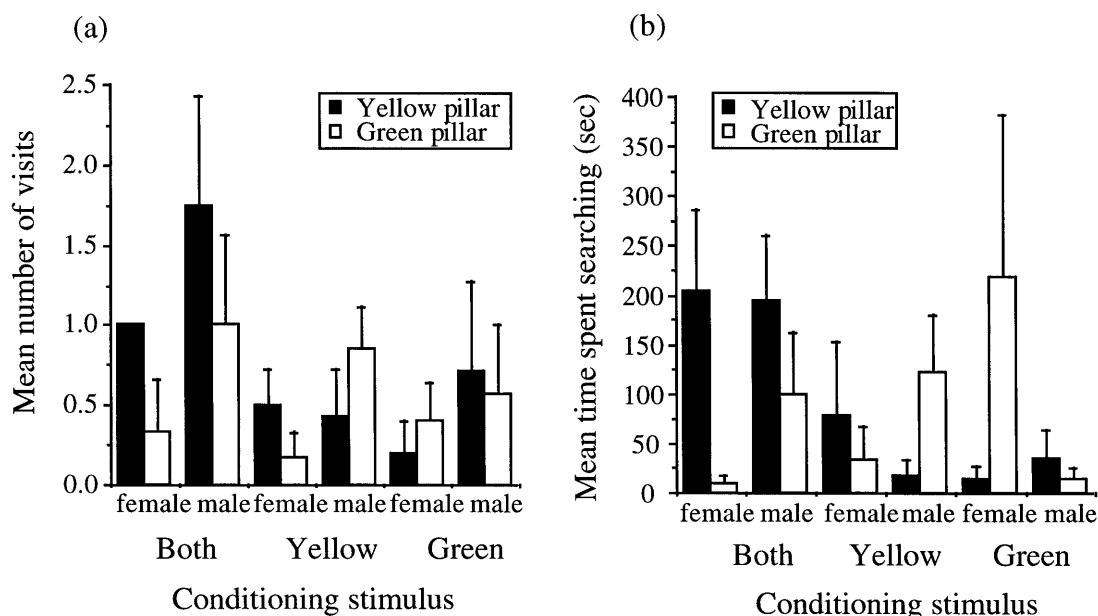 (a)
Mean number of visits
2.5
2.0
1.5
1.0
0.5
0.0
Yellow pillar
Green pillar
female male female male female male
Both Yellow Green
Conditioning stimulus
(b)
Mean time spent searching (sec)
400
350
300
250
200
150
100
50
0
Yellow pillar
Green pillar
female male female male female male
Both Yellow Green
Conditioning stimulus